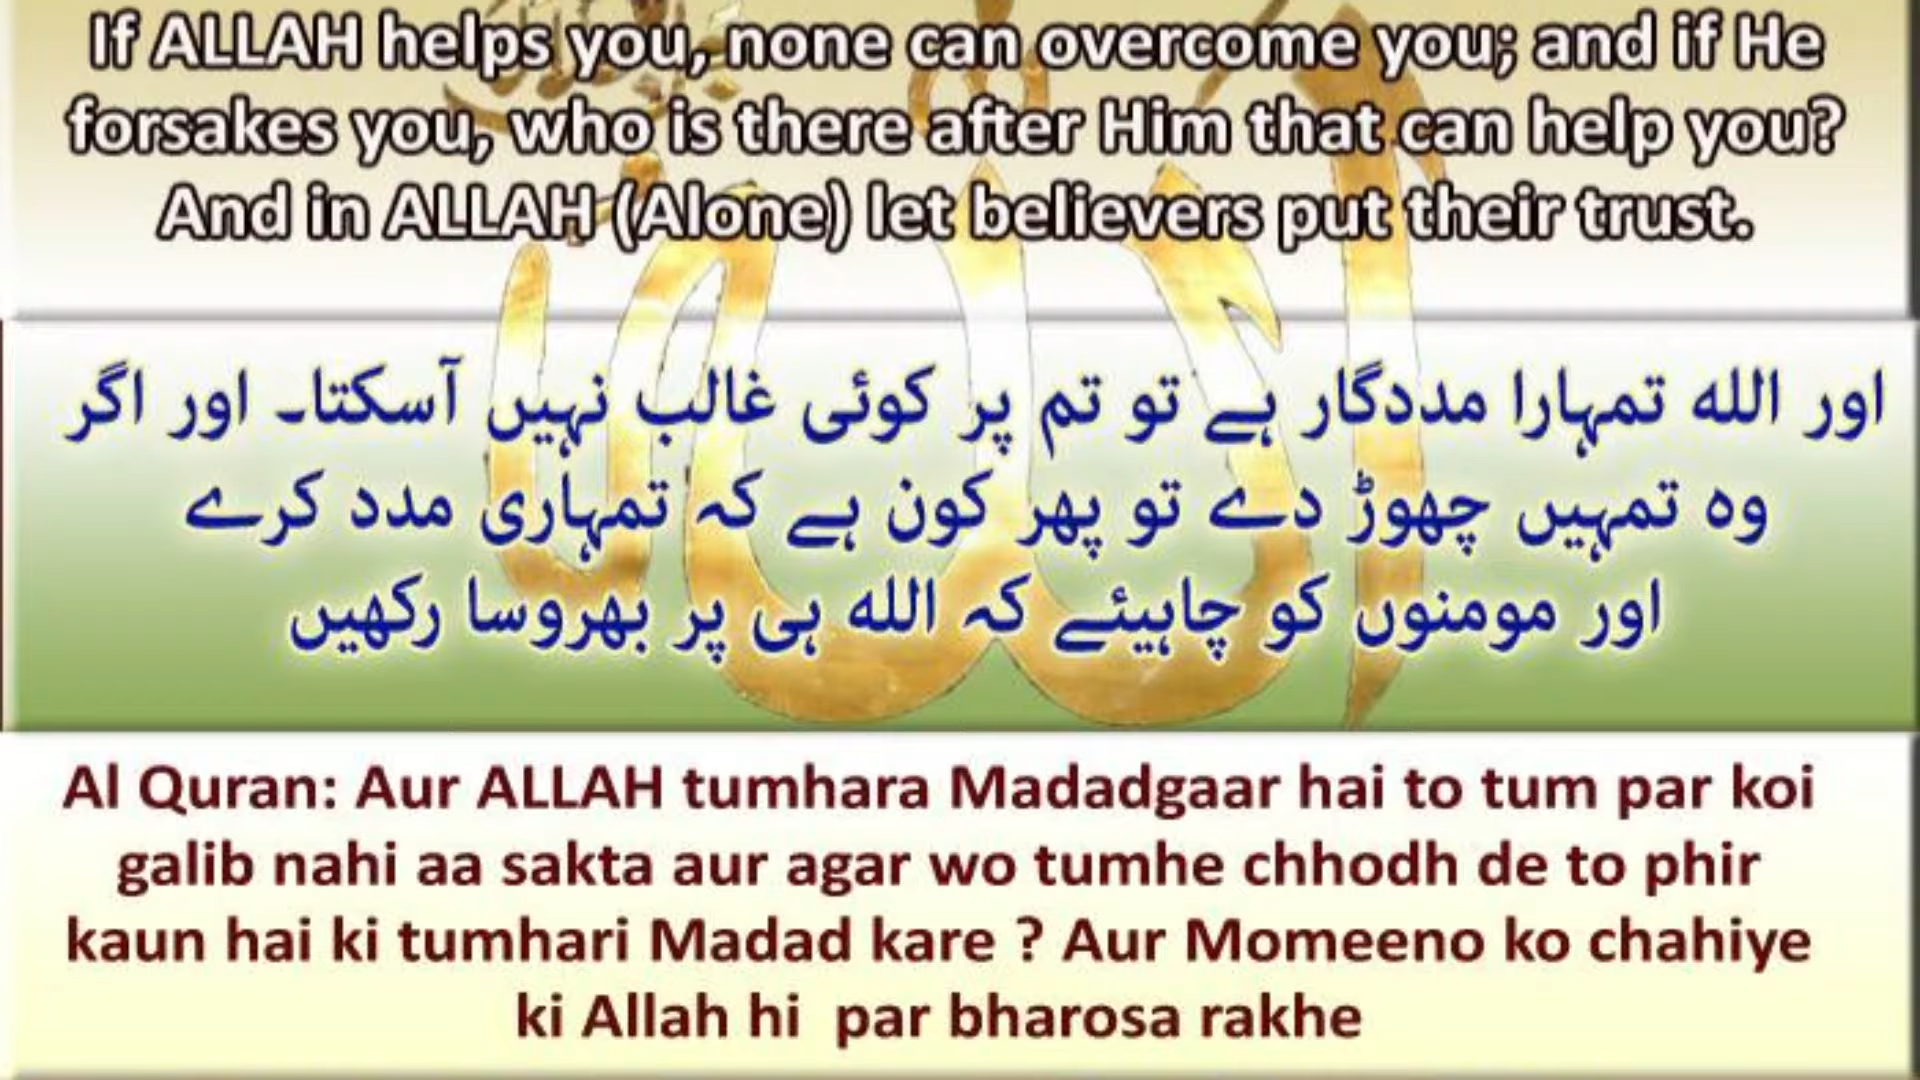 If ALLAH helps you, none can overcome you; and if He
forsakes you, who is there after Him that can help you?
And in ALLAH (Alone) let believers put their trust.
اور الله تمہارا مددگار ہے تو تم پر کوئی غالب نہیں آسکتا۔ اور اگر
وہ تمہیں چھوڑ دے تو پھر کون ہے کہ تمہاری مدد کرے
اور مومنوں کو چاہیئے کہ الله ہی پر بھروسا رکھیں
Al Quran: Aur ALLAH tumhara Madadgaar hai to tum par koi
galib nahi aa sakta aur agar wo tumhe chhodh de to phir
kaun hai ki tumhari Madad kare ? Aur Momeeno ko chahiye
ki Allah hi  par bharosa rakhe